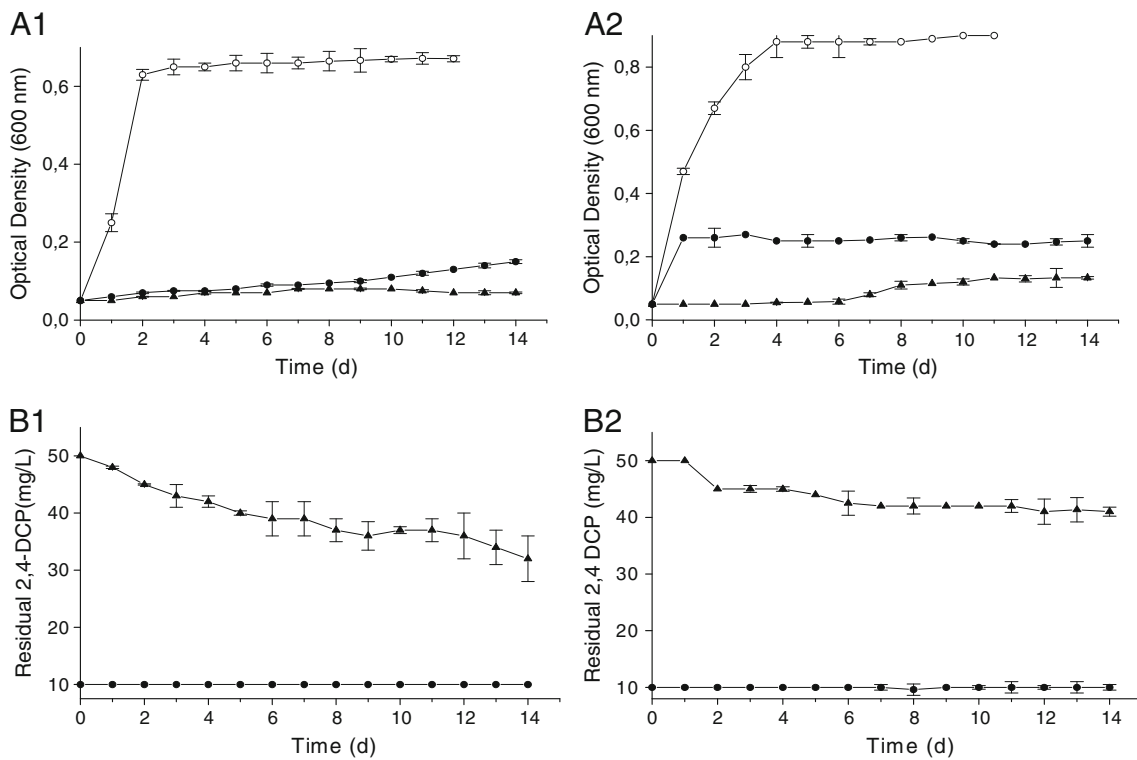 A1
Optical Density (600 nm)
0,6
0,4
0,2
0,0
0 2 4 6 8 10 12 14
Time (d)
A2
Optical Density (600 nm)
0,8
0,6
0,4
0,2
0,0
0 2 4 6 8 10 12 14
Time (d)
B1
Residual 2,4-DCP(mg/L)
50
40
30
20
10
0 2 4 6 8 10 12 14
Time (d)
B2
Residual 2,4 DCP (mg/L)
50
40
30
20
10
0 2 4 6 8 10 12 14
Time (d)